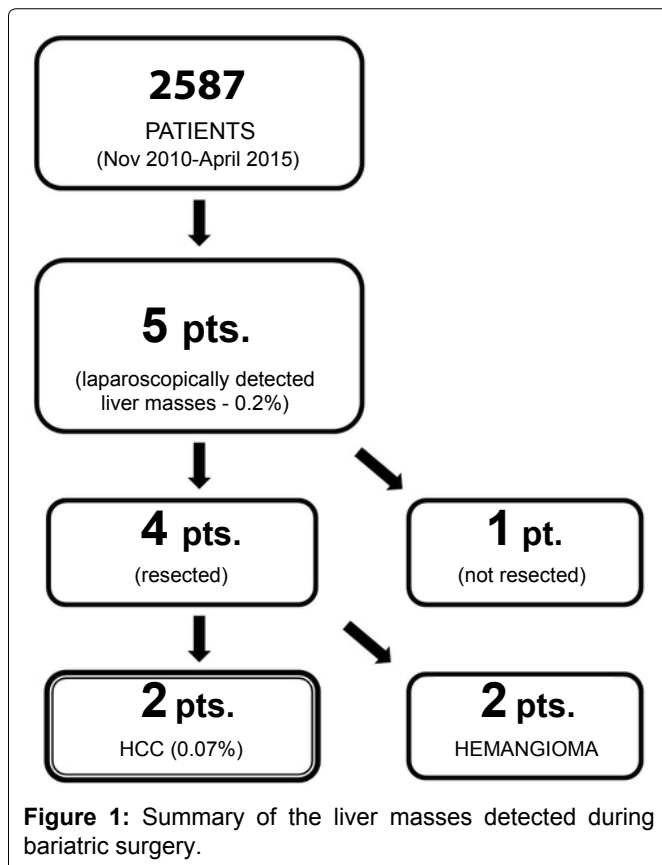 2587
PATIENTS
(Nov 2010-April 2015)
5 pts.
(laparoscopically detected
liver masses - 0.2%)
4 pts.
(resected)
1 pt.
(not resected)
2 pts.
HCC (0.07%)
2 pts.
HEMANGIOMA
Figure 1: Summary of the liver masses detected during
bariatric surgery.